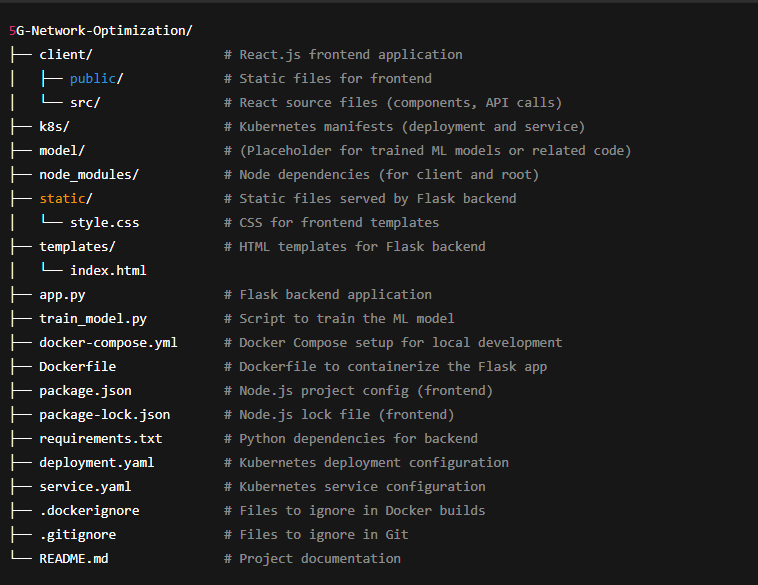 5G-Network-Optimization/
├── client/                 # React.js frontend application
│   ├── public/             # Static files for frontend
│   └── src/                # React source files (components, API calls)
├── k8s/                    # Kubernetes manifests (deployment and service)
├── model/                  # (Placeholder for trained ML models or related code)
├── node_modules/           # Node dependencies (for client and root)
├── static/                 # Static files served by Flask backend
│   └── style.css           # CSS for frontend templates
├── templates/              # HTML templates for Flask backend
│   └── index.html
├── app.py                  # Flask backend application
├── train_model.py          # Script to train the ML model
├── docker-compose.yml      # Docker Compose setup for local development
├── Dockerfile              # Dockerfile to containerize the Flask app
├── package.json            # Node.js project config (frontend)
├── package-lock.json       # Node.js lock file (frontend)
├── requirements.txt        # Python dependencies for backend
├── deployment.yaml         # Kubernetes deployment configuration
├── service.yaml            # Kubernetes service configuration
├── .dockerignore           # Files to ignore in Docker builds
├── .gitignore              # Files to ignore in Git
└── README.md               # Project documentation